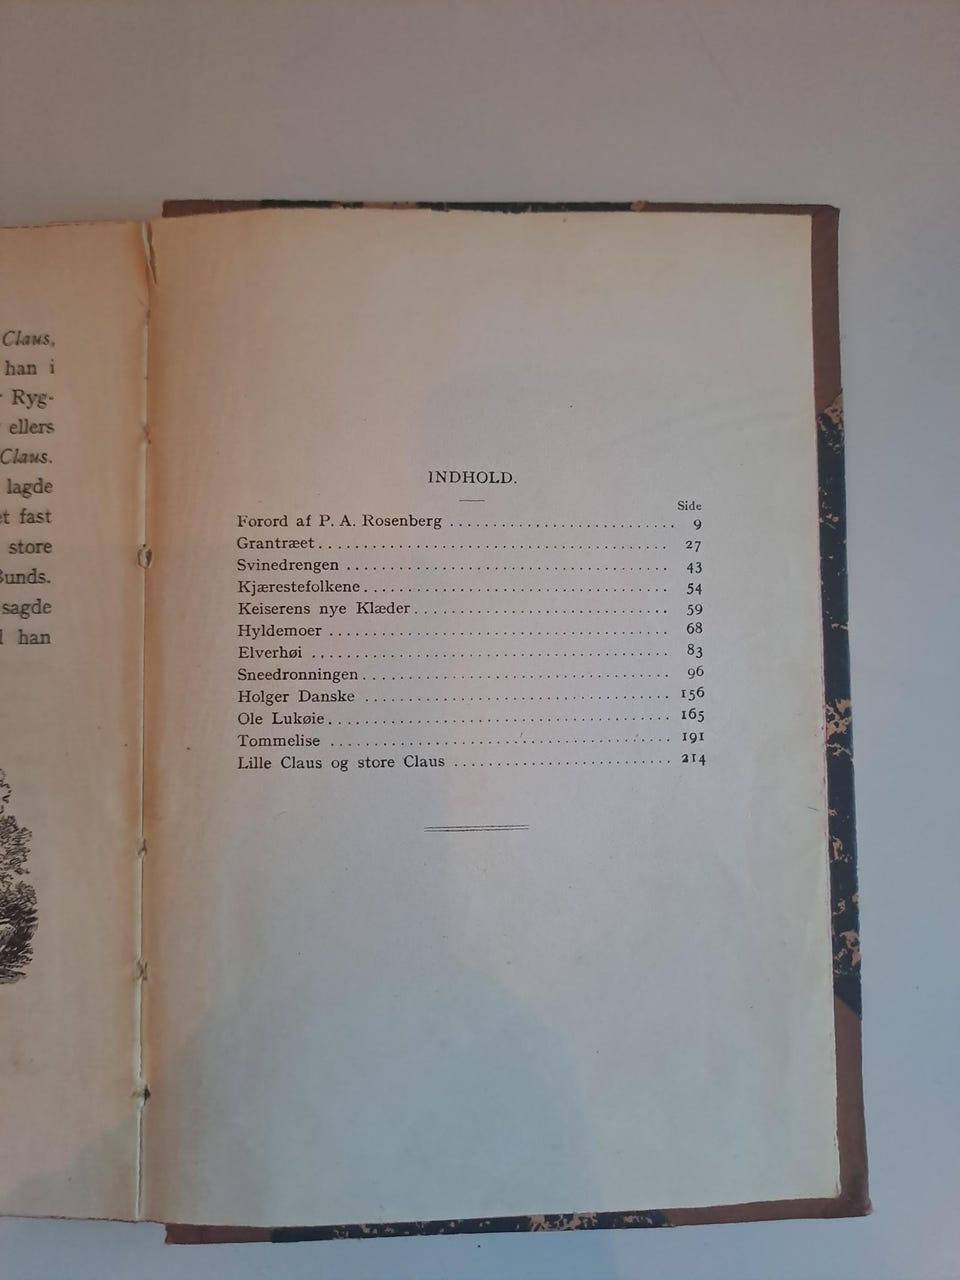 Claus,
han i
Ryg-
ellers
Claus.
lagde
et fast
store
Bunds.
sagde
han
INDHOLD.
Side
Forord af P. A. Rosenberg ........................... 9
Grantræet......................................... 27
Svinedrengen ...................................... 43
Kjærestefolkene.................................... 54
Keiserens nye Klæder.............................. 59
Hyldemoer ........................................ 68
Elverhøi .......................................... 83
Sneedronningen.................................... 96
Holger Danske .................................... 156
Ole Lukøie........................................ 165
Tommelise ........................................ 191
Lille Claus og store Claus .......................... 214